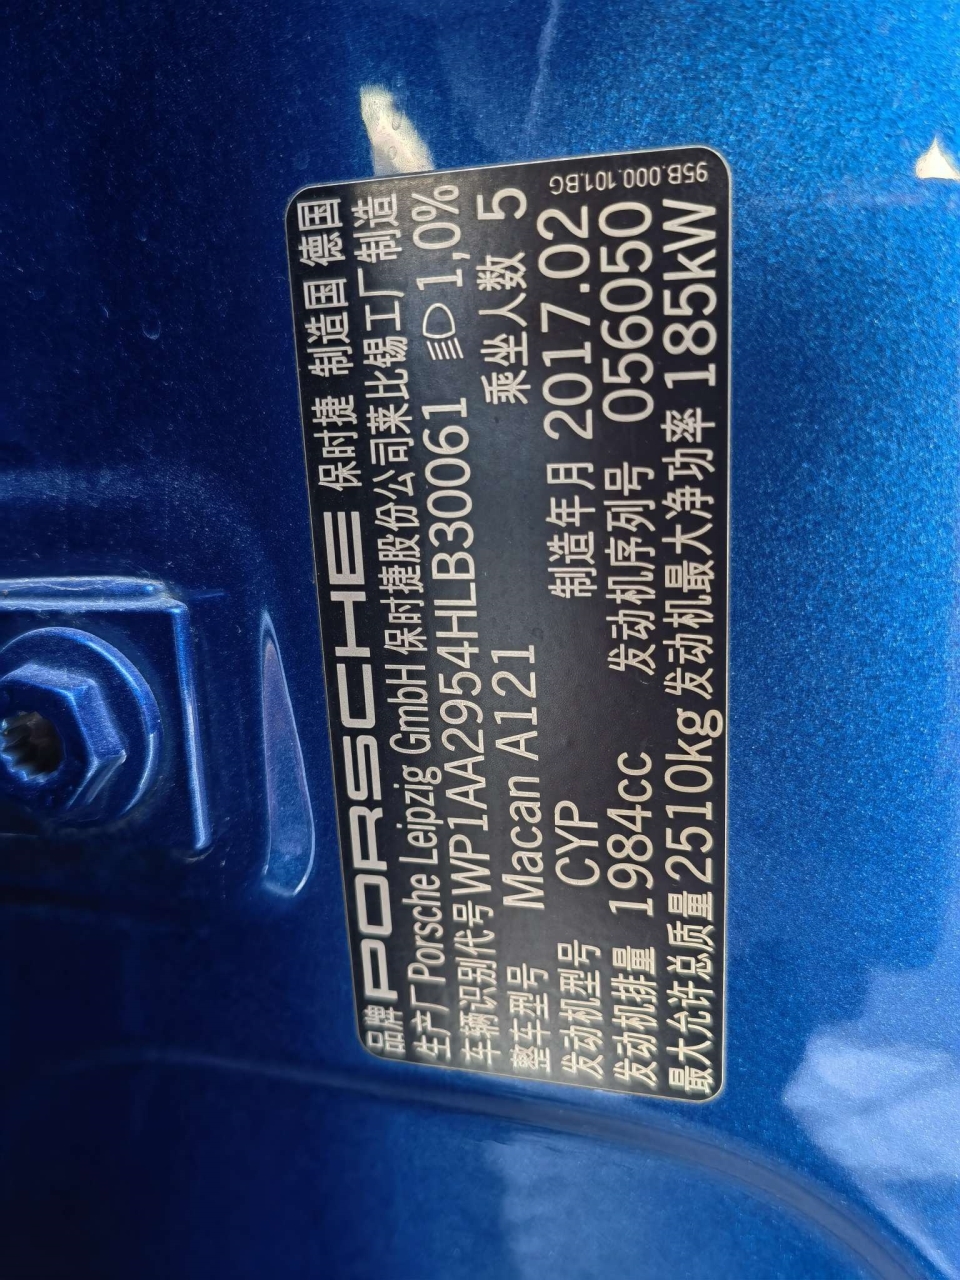 品牌 PORSCHE 保时捷 制造国 德国
生产厂 Porsche Leipzig GmbH 保时捷股份公司莱比锡工厂制造
车辆识别代号 WP1AA2954HLB30061 1,0%
整车型号 Macan A121 乘坐人数 5
发动机型号 CYP 制造年月 2017.02
发动机排量 1984cc 发动机序列号 056050
最大允许总质量 2510kg 发动机最大净功率 185kW
95B.000.101.BG